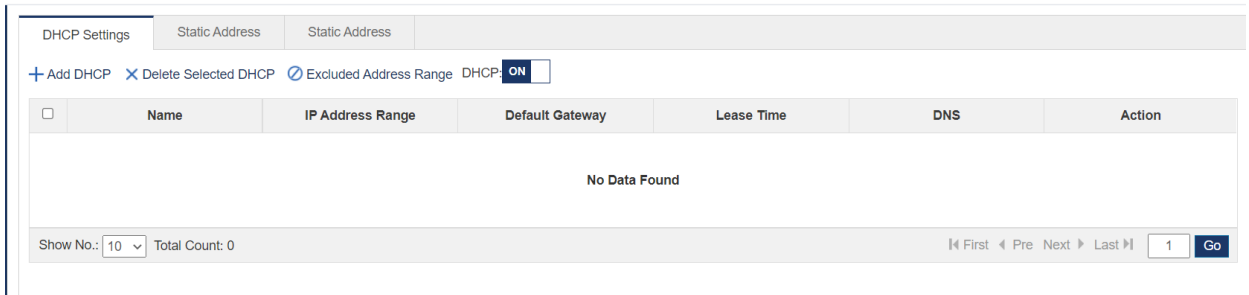 DHCP Settings Static Address Static Address
Add DHCP Delete Selected DHCP Excluded Address Range DHCP: ON
Name IP Address Range Default Gateway Lease Time DNS Action
No Data Found
Show No.: 10 Total Count: 0 First Pre Next Last 1 Go